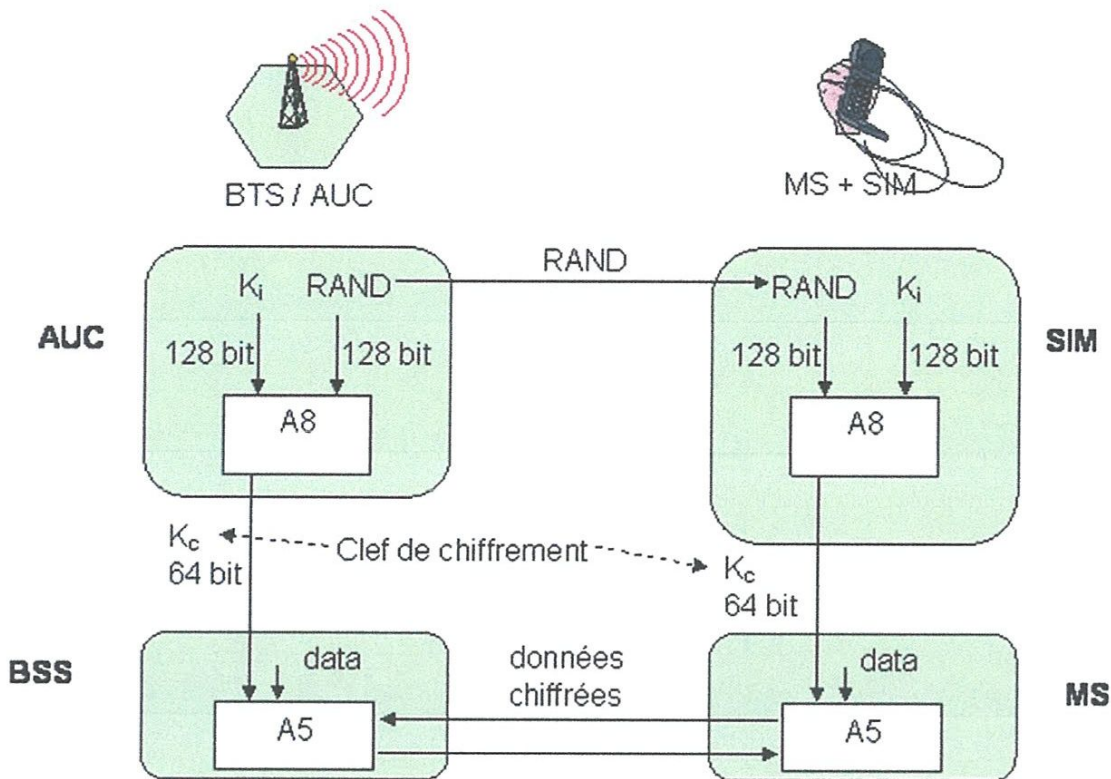 BTS / AUC
MS + SIM
RAND
Ki RAND
RAND Ki
AUC
SIM
128 bit 128 bit
128 bit 128 bit
A8
A8
Kc
64 bit
Clef de chiffrement
Kc
64 bit
BSS
data
données
chiffrées
data
MS
A5
A5